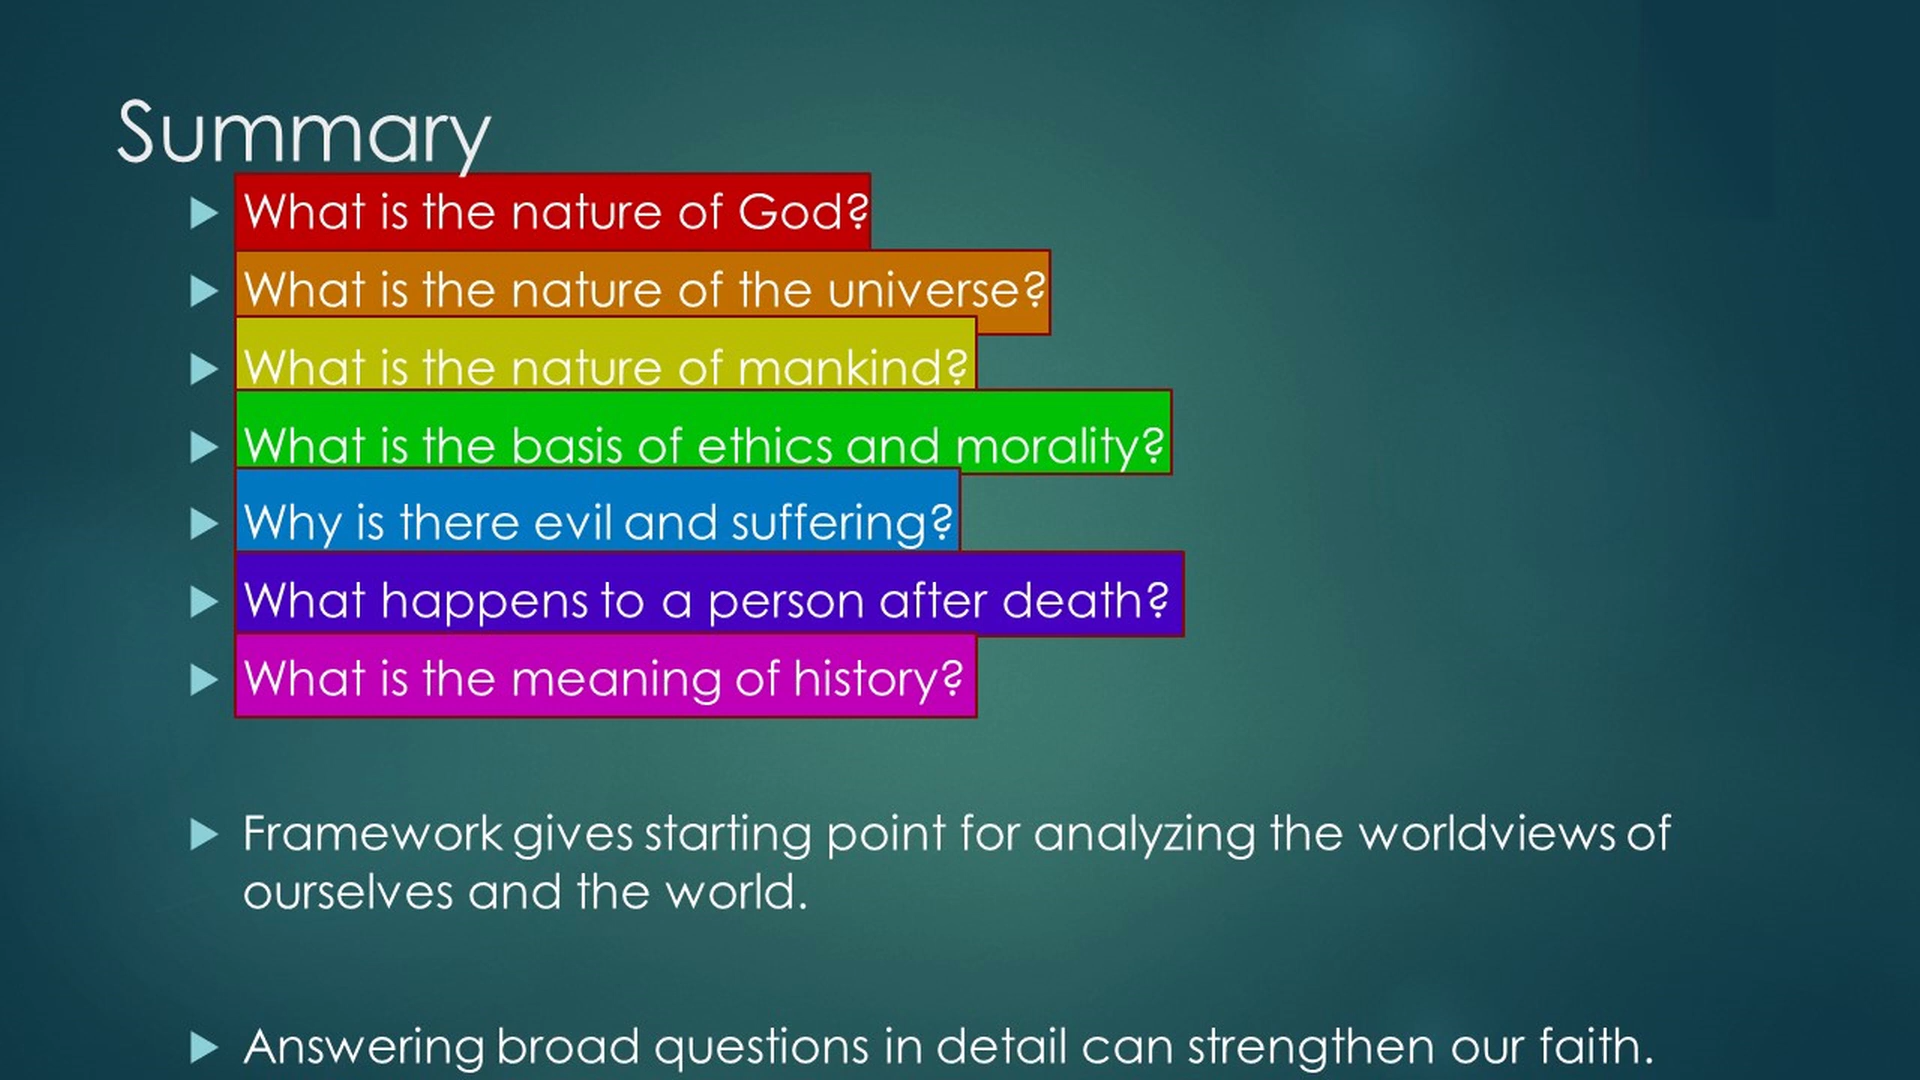 Summary
What is the nature of God?
What is the nature of the universe?
What is the nature of mankind?
What is the basis of ethics and morality?
Why is there evil and suffering?
What happens to a person after death?
What is the meaning of history?
Framework gives starting point for analyzing the worldviews of
ourselves and the world.
Answering broad questions in detail can strengthen our faith.